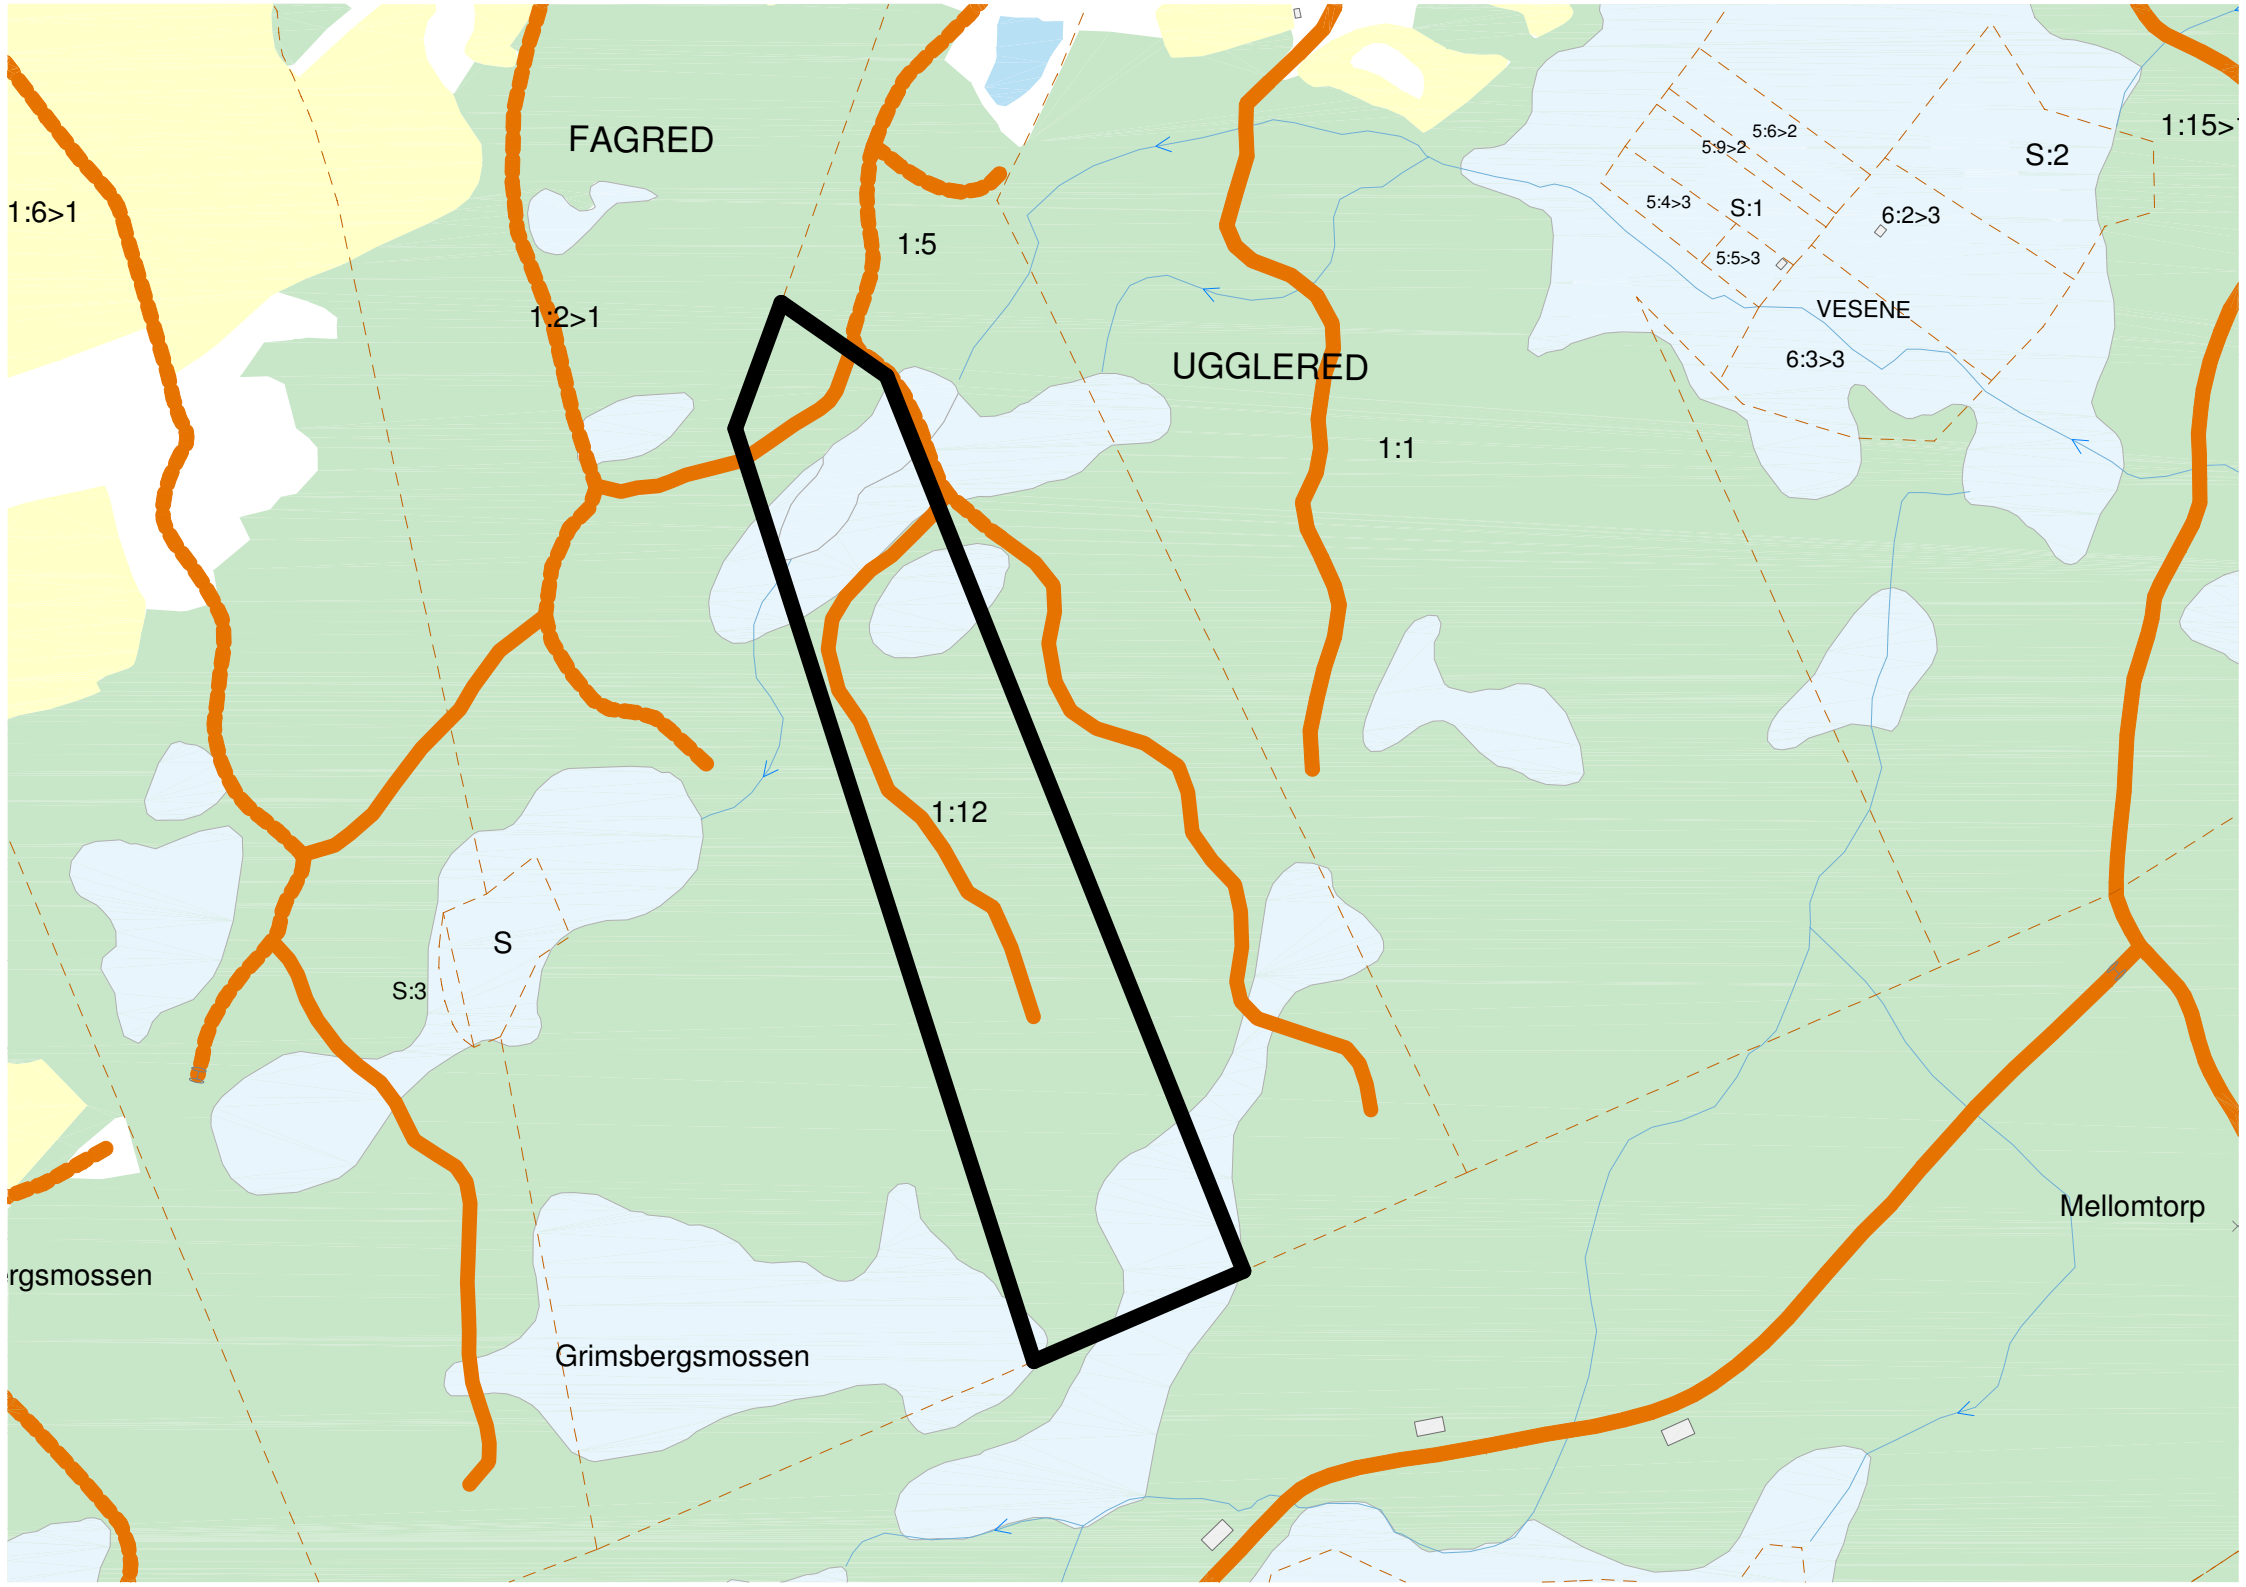 FAGRED
1:15>
5:6>2
5:9>2
S:2
1:6>1
5:4>3
S:1
6:2>3
1:5
5:5>3
1:2>1
VESENE
UGGLERED
6:3>3
1:1
1:12
S
S:3
Mellomtorp
rgsmossen
Grimsbergsmossen